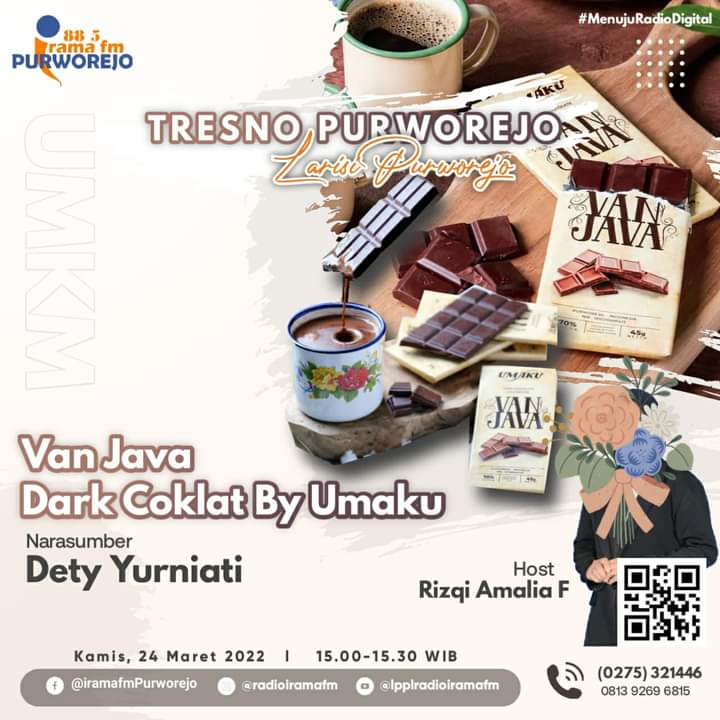 88 5
irama fm
PURWOREJO
#MenujuRadioDigital
UMKM
TRESNO PURWOREJO
Larisi Purworejo
UMAKU
VAN
JAVA
VAN
JAVA
70%
45g
UMAKU
VAN
JAVA
45g
Van Java
Dark Coklat By Umaku
Narasumber
Dety Yurniati
Host
Rizqi Amalia F
Kamis, 24 Maret 2022 | 15.00-15.30 WIB
@iramafmPurworejo @radioiramafm @lpplradioiramafm
(0275) 321446
0813 9269 6815